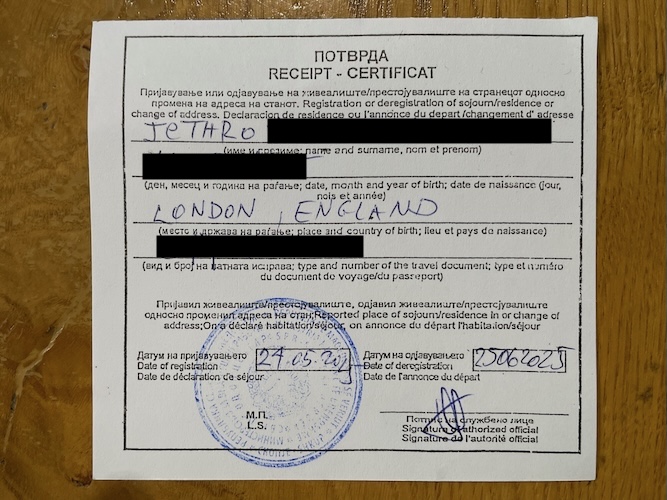 ПОТВРДА
RECEIPT - CERTIFICAT
Пријавување или одјавување на живеалиште/престојувалиште на странецот односно
промена на адреса на станот. Registration or deregistration of sojourn/residence or
change of address. Declaracion de residence ou l'annonce du depart /changement d' adresse
JETHRO
(име и презиме; name and surname, nom et prenom)
(ден, месец и година на раѓање; date, month and year of birth; date de naissance (jour,
nois et année)
LONDON , ENGLAND
(место и држава на раѓање; place and country of birth; lieu et pays de naissance)
(вид и број на патната исправа; type and number of the travel document; type et numéro
du document de voyage/du passeport)
Пријавил живеалиште/престојувалиште, одјавил живеалиште/престојувалиште
односно променил адреса на стан;Reported place of sojourn/residence in or change of
address;On a déclaré habitation/séjour, on annonce du départ l'habitaion/séjour
Датум на пријавувањето
Date of registration
Date de déclaration de séjour
24.05.2025
Датум на одјавувањето
Date of deregistration
Date de l'annonce du départ
25062025
М.П.
L.S.
Потпис на службено лице
Signature of authorized official
Signature de l'autorité official